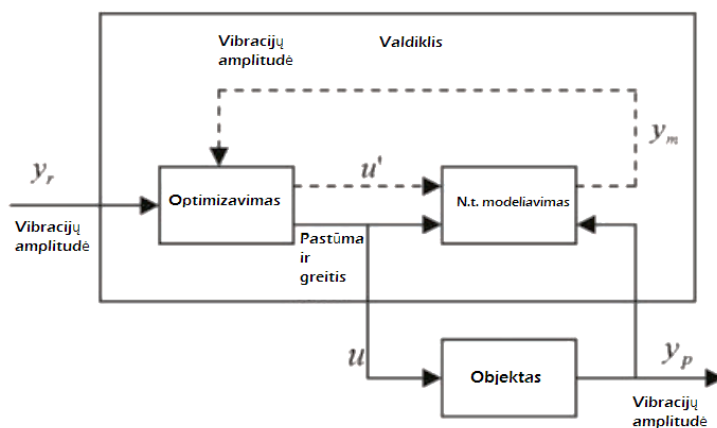 Vibracijų
amplitudė
Valdiklis
y_m
y_r
u'
Optimizavimas
N.t. modeliavimas
Vibracijų
amplitudė
Pastūma
ir
greitis
u
Objektas
y_p
Vibracijų
amplitudė